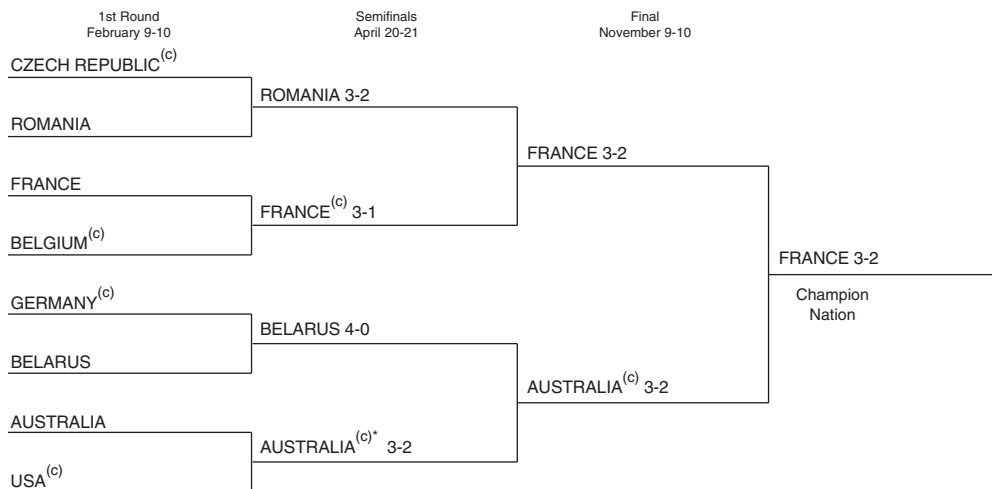 1st Round
February 9-10
Semifinals
April 20-21
Final
November 9-10
CZECH REPUBLIC(c)
ROMANIA
FRANCE
BELGIUM(c)
GERMANY(c)
BELARUS
AUSTRALIA
USA(c)
ROMANIA 3-2
FRANCE(c) 3-1
BELARUS 4-0
AUSTRALIA(c)* 3-2
FRANCE 3-2
AUSTRALIA(c) 3-2
FRANCE 3-2
Champion
Nation